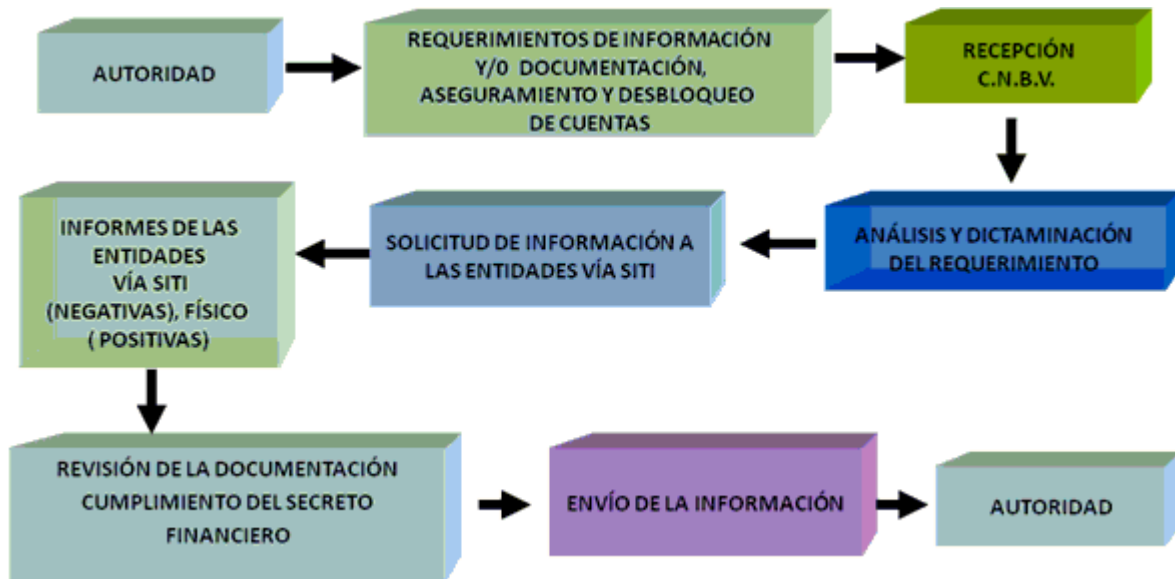 AUTORIDAD
REQUERIMIENTOS DE INFORMACIÓN
Y/0 DOCUMENTACIÓN,
ASEGURAMIENTO Y DESBLOQUEO
DE CUENTAS
RECEPCIÓN
C.N.B.V.
ANÁLISIS Y DICTAMINACIÓN
DEL REQUERIMIENTO
SOLICITUD DE INFORMACIÓN A
LAS ENTIDADES VÍA SITI
INFORMES DE LAS
ENTIDADES
VÍA SITI
(NEGATIVAS), FÍSICO
( POSITIVAS)
REVISIÓN DE LA DOCUMENTACIÓN
CUMPLIMIENTO DEL SECRETO
FINANCIERO
ENVÍO DE LA INFORMACIÓN
AUTORIDAD